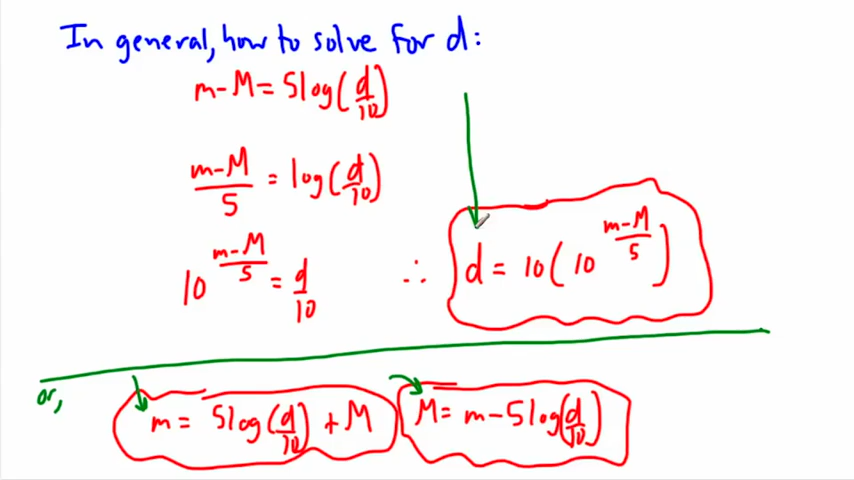 In general, how to solve for d:
m-M = 5log(d/10)
m-M/5 = log(d/10)
10^(m-M/5) = d/10 ∴ d = 10(10^(m-M/5))
or,
m = 5log(d/10) + M
M = m - 5log(d/10)